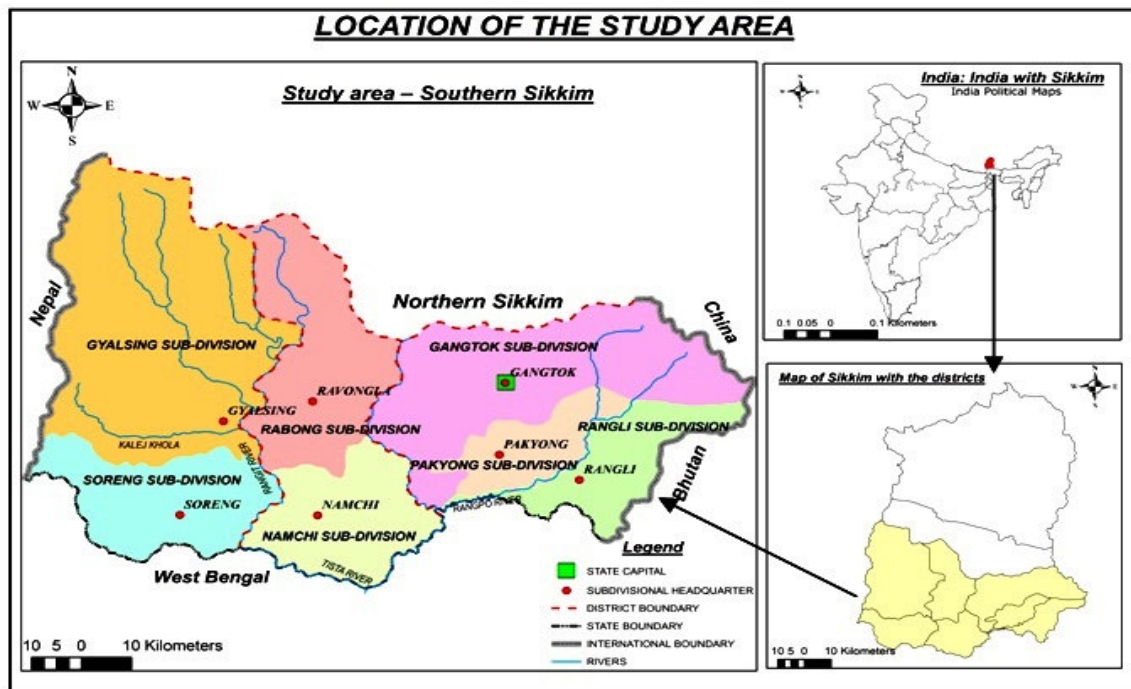 LOCATION OF THE STUDY AREA
Study area – Southern Sikkim
N
W E
S
Nepal
Northern Sikkim
China
GYALSING SUB-DIVISION
GANGTOK SUB-DIVISION
GANGTOK
RAVONGLA
GYALSING
RABONG SUB-DIVISION
RANGLI SUB-DIVISION
KALEJ KHOLA
PAKYONG
PAKYONG SUB-DIVISION
RANGIT RIVER
SORENG SUB-DIVISION
RANGLI
Bhutan
RANGPO RIVER
SORENG
NAMCHI
NAMCHI SUB-DIVISION
West Bengal
TISTA RIVER
Legend
STATE CAPITAL
SUBDIVISIONAL HEADQUARTER
DISTRICT BOUNDARY
STATE BOUNDARY
INTERNATIONAL BOUNDARY
RIVERS
10 5 0 10 Kilometers
India: India with Sikkim
India Political Maps
N
W E
S
0.1 0.05 0 0.1 Kilometers
Map of Sikkim with the districts
N
W E
S
10 5 0 10 Kilometers